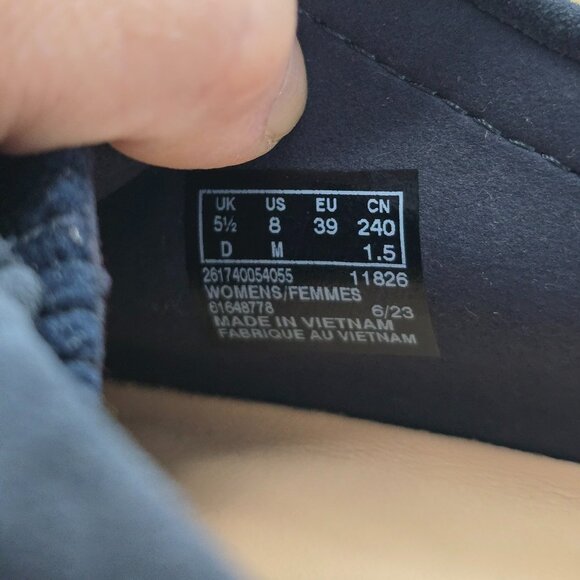 UK US EU CN
5½ 8 39 240
D M 1.5
261740054055 11826
WOMENS/FEMMES
61648778 6/23
MADE IN VIETNAM
FABRIQUE AU VIETNAM